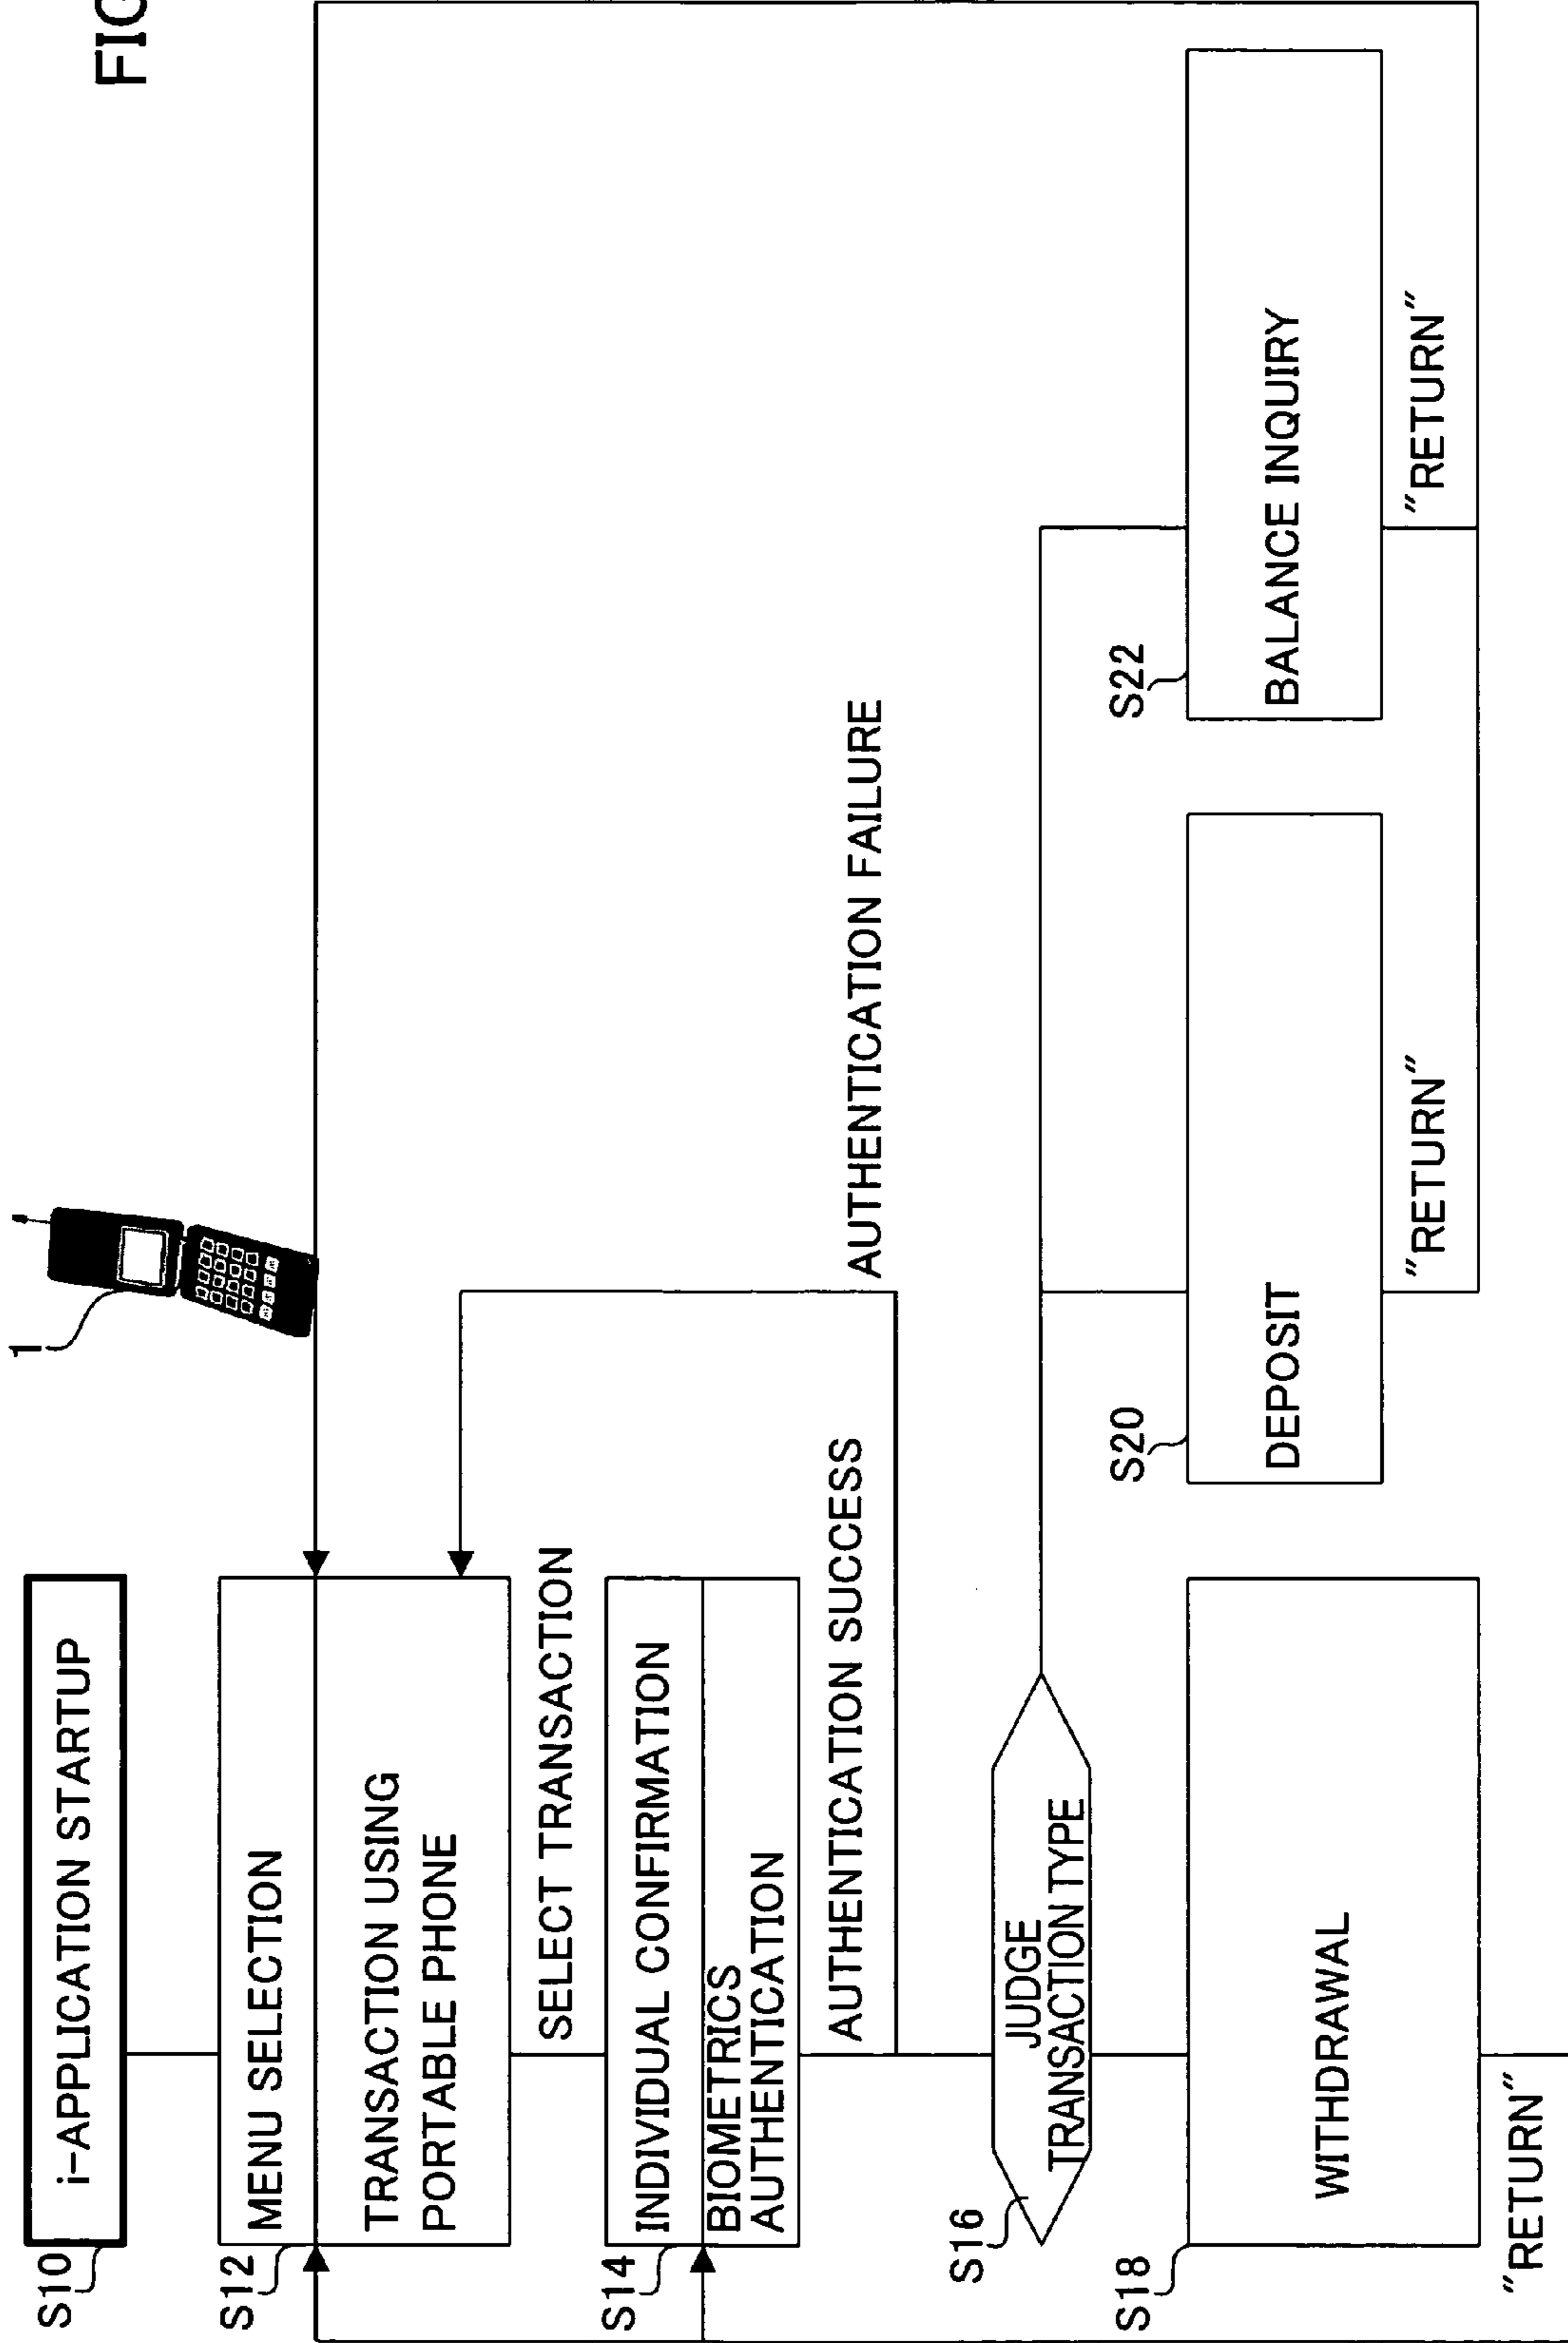 FIG
1
S10
i-APPLICATION STARTUP
S12
MENU SELECTION
TRANSACTION USING
PORTABLE PHONE
SELECT TRANSACTION
S14
INDIVIDUAL CONFIRMATION
BIOMETRICS
AUTHENTICATION
AUTHENTICATION SUCCESS
AUTHENTICATION FAILURE
S16
JUDGE
TRANSACTION TYPE
S18
WITHDRAWAL
"RETURN"
S20
DEPOSIT
"RETURN"
S22
BALANCE INQUIRY
"RETURN"